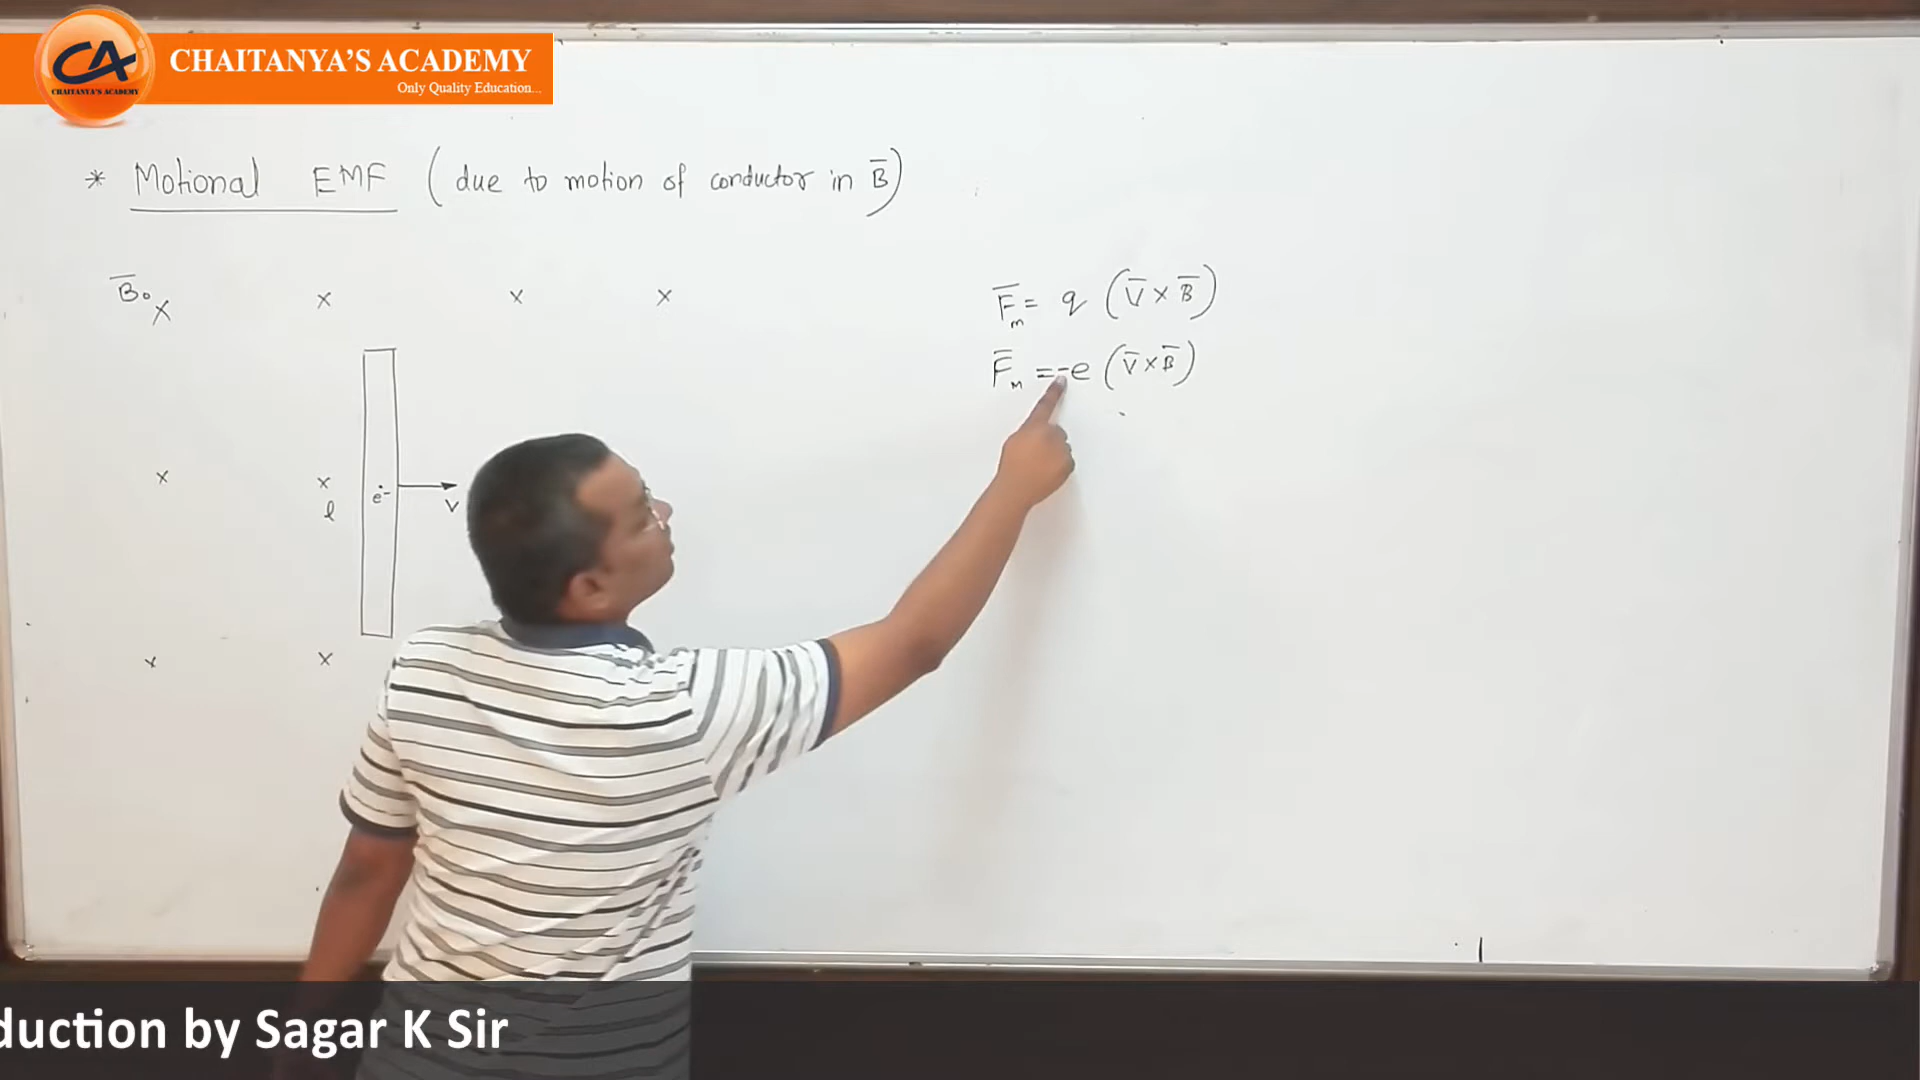 CA
CHAITANYA'S ACADEMY
CHAITANYA'S ACADEMY
Only Quality Education...
* Motional EMF (due to motion of conductor in B̅)
B̅₀ x x x x
F̅ₘ = q (V̅ × B̅)
F̅ₘ = -e (V̅ × B̅)
x x e⁻ V
l
x x
duction by Sagar K Sir